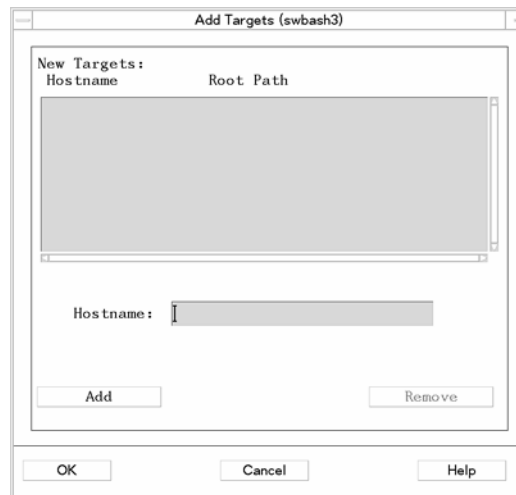 Add Targets (swbash3)
New Targets:
Hostname Root Path
Hostname:
Add Remove
OK Cancel Help